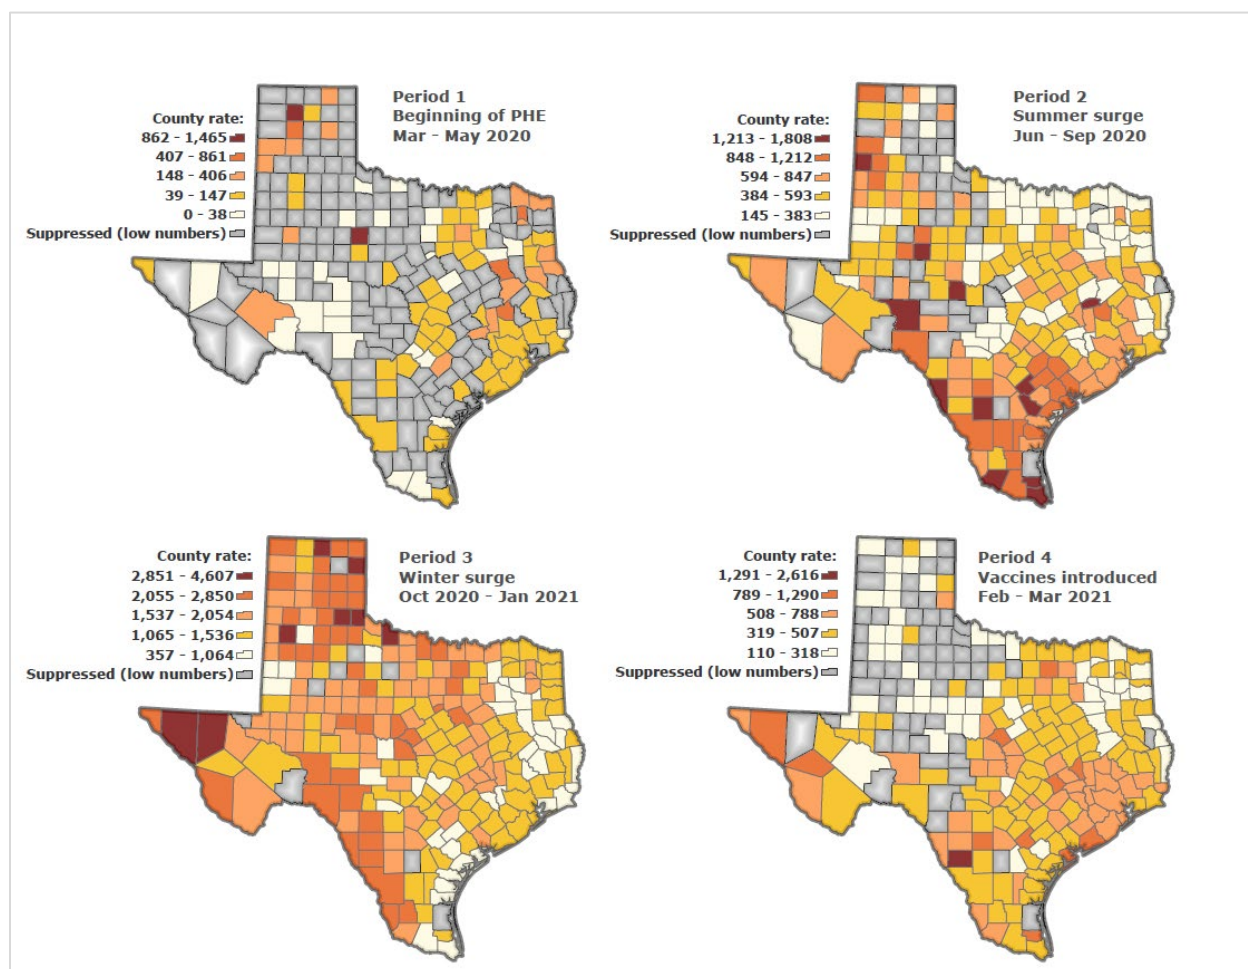 Period 1
Beginning of PHE
Mar - May 2020
County rate:
862 - 1,465
407 - 861
148 - 406
39 - 147
0 - 38
Suppressed (low numbers)
Period 2
Summer surge
Jun - Sep 2020
County rate:
1,213 - 1,808
848 - 1,212
594 - 847
384 - 593
145 - 383
Suppressed (low numbers)
Period 3
Winter surge
Oct 2020 - Jan 2021
County rate:
2,851 - 4,607
2,055 - 2,850
1,537 - 2,054
1,065 - 1,536
357 - 1,064
Suppressed (low numbers)
Period 4
Vaccines introduced
Feb - Mar 2021
County rate:
1,291 - 2,616
789 - 1,290
508 - 788
319 - 507
110 - 318
Suppressed (low numbers)